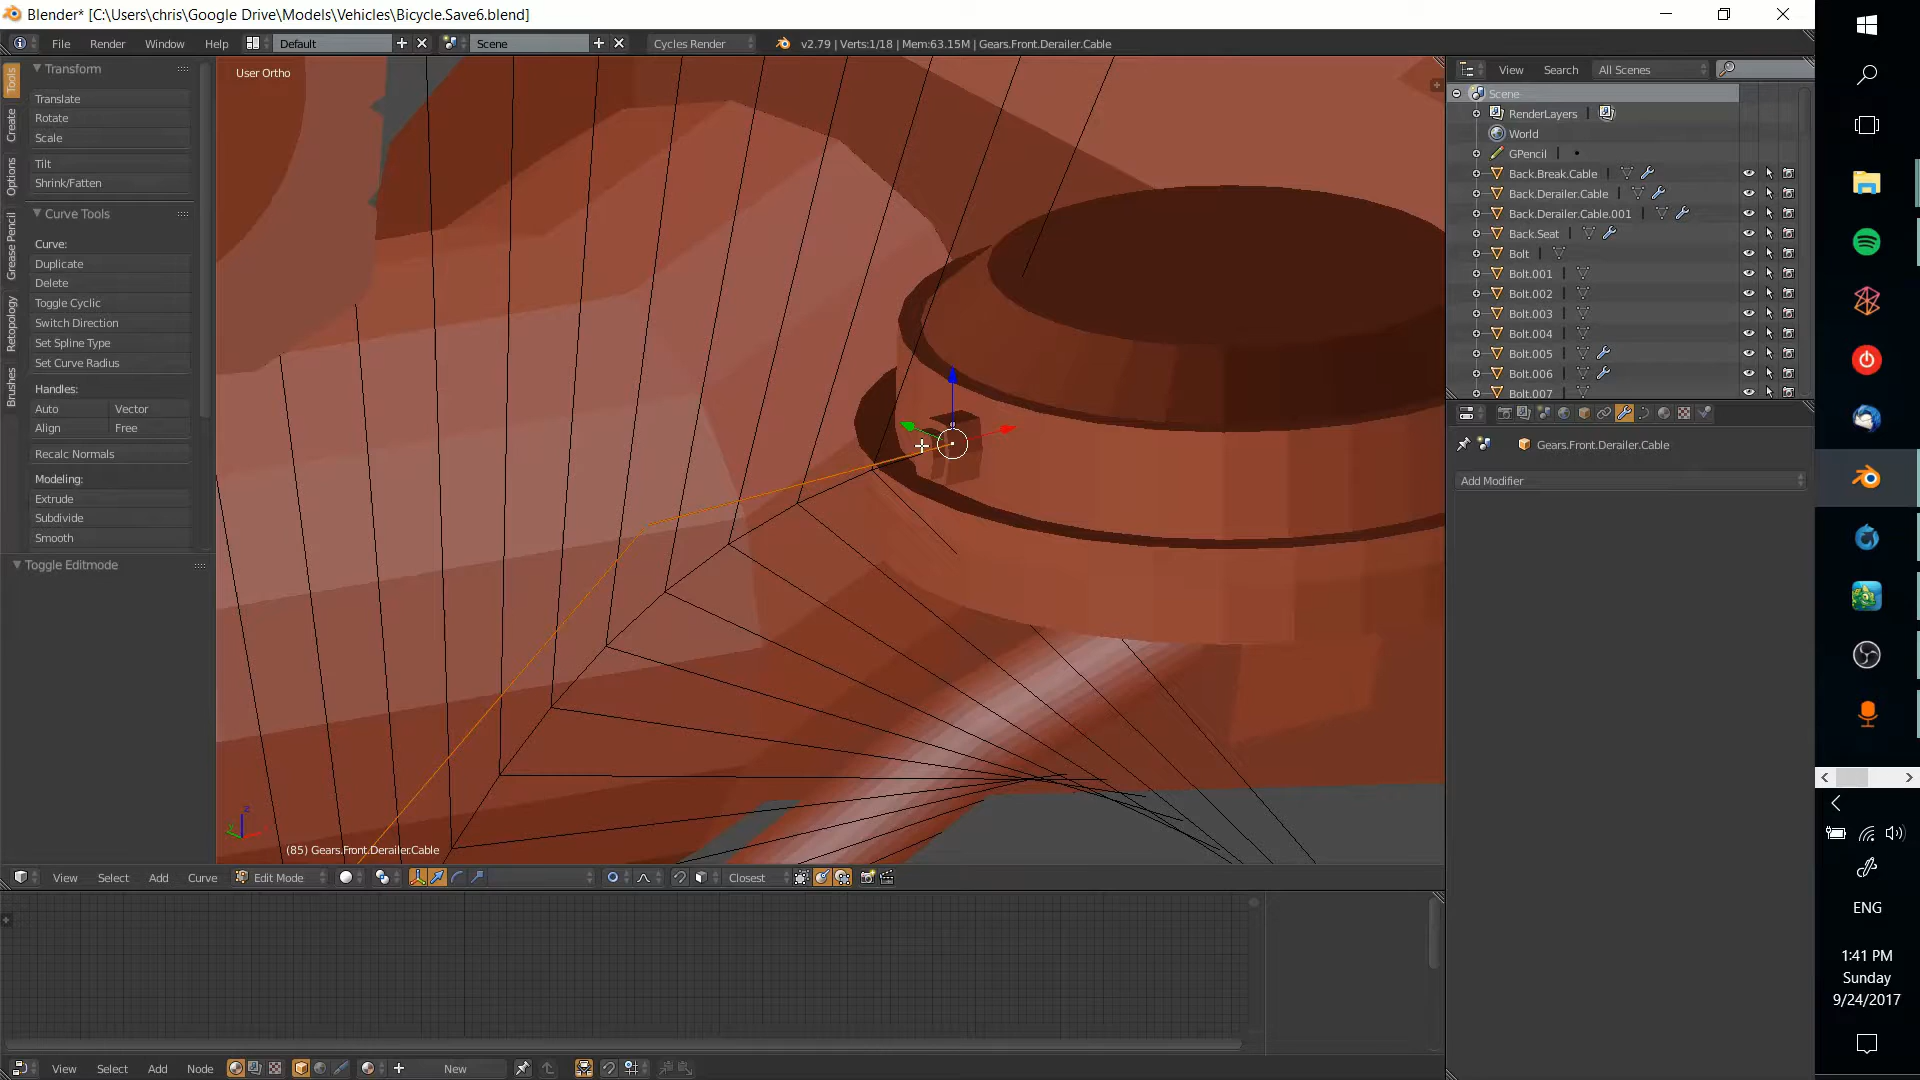 Blender* [C:\Users\chris\Google Drive\Models\Vehicles\Bicycle.Save6.blend]
File Render Window Help Default Scene Cycles Render v2.79 | Verts:1/18 | Mem:63.15M | Gears.Front.Derailer.Cable
Tools
Create
Options
Grease Pencil
Retopology
Brushes
Transform
Translate
Rotate
Scale
Tilt
Shrink/Fatten
Curve Tools
Curve:
Duplicate
Delete
Toggle Cyclic
Switch Direction
Set Spline Type
Set Curve Radius
Handles:
Auto Vector
Align Free
Recalc Normals
Modeling:
Extrude
Subdivide
Smooth
Toggle Editmode
User Ortho
(85) Gears.Front.Derailer.Cable
View Select Add Curve Edit Mode Closest
View Select Add Node New
View Search All Scenes
Scene
RenderLayers
World
GPencil
Back.Break.Cable
Back.Derailer.Cable
Back.Derailer.Cable.001
Back.Seat
Bolt
Bolt.001
Bolt.002
Bolt.003
Bolt.004
Bolt.005
Bolt.006
Bolt.007
Gears.Front.Derailer.Cable
Add Modifier
ENG
1:41 PM
Sunday
9/24/2017